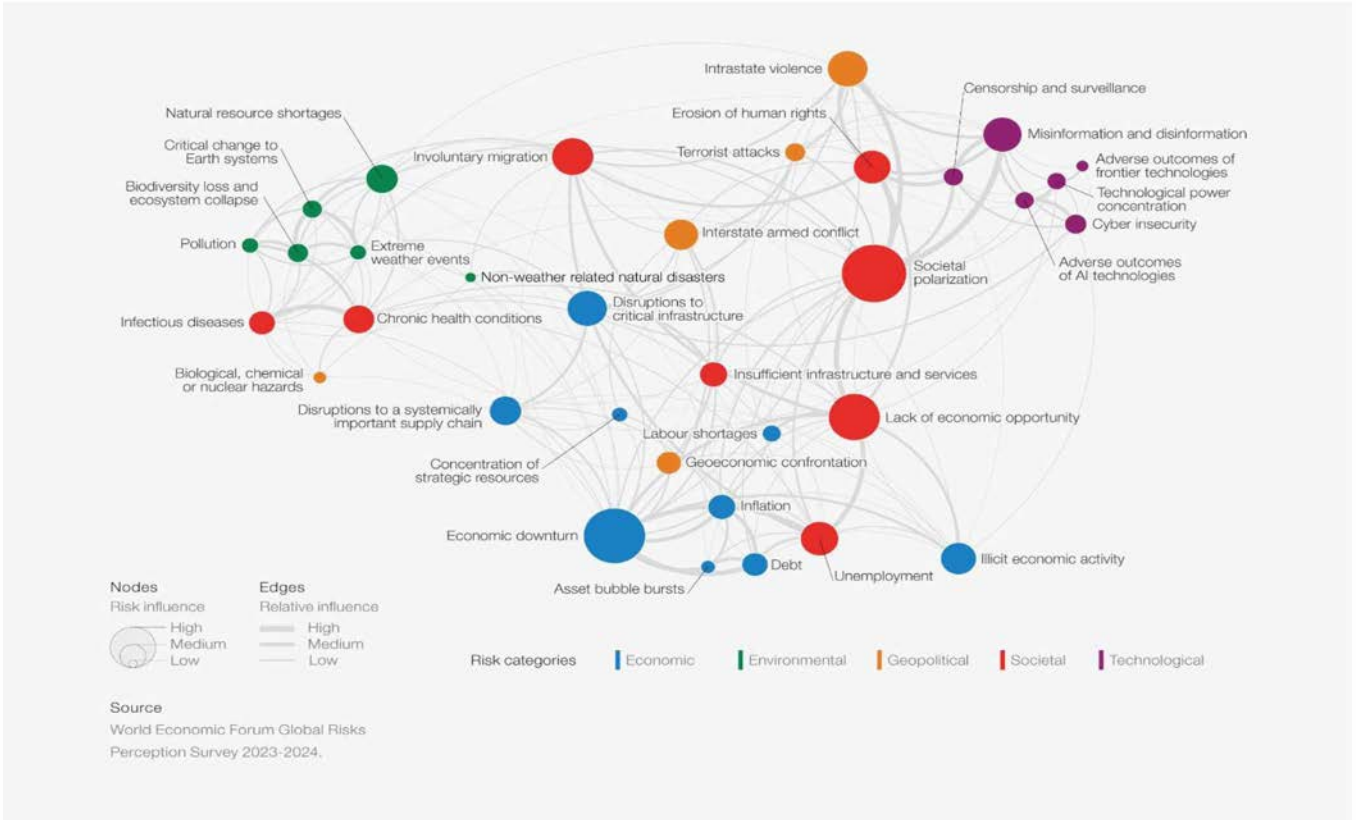 Intrastate violence
Censorship and surveillance
Natural resource shortages
Erosion of human rights
Misinformation and disinformation
Critical change to
Earth systems
Involuntary migration
Terrorist attacks
Adverse outcomes of
frontier technologies
Biodiversity loss and
ecosystem collapse
Technological power
concentration
Cyber insecurity
Pollution
Extreme
weather events
Interstate armed conflict
Adverse outcomes
of AI technologies
Societal
polarization
Non-weather related natural disasters
Disruptions to
critical infrastructure
Infectious diseases
Chronic health conditions
Biological, chemical
or nuclear hazards
Insufficient infrastructure and services
Disruptions to a systemically
important supply chain
Lack of economic opportunity
Labour shortages
Concentration of
strategic resources
Geoeconomic confrontation
Inflation
Economic downturn
Illicit economic activity
Debt
Unemployment
Asset bubble bursts
Nodes
Risk influence
High
Medium
Low
Edges
Relative influence
High
Medium
Low
Risk categories
Economic
Environmental
Geopolitical
Societal
Technological
Source
World Economic Forum Global Risks
Perception Survey 2023-2024.